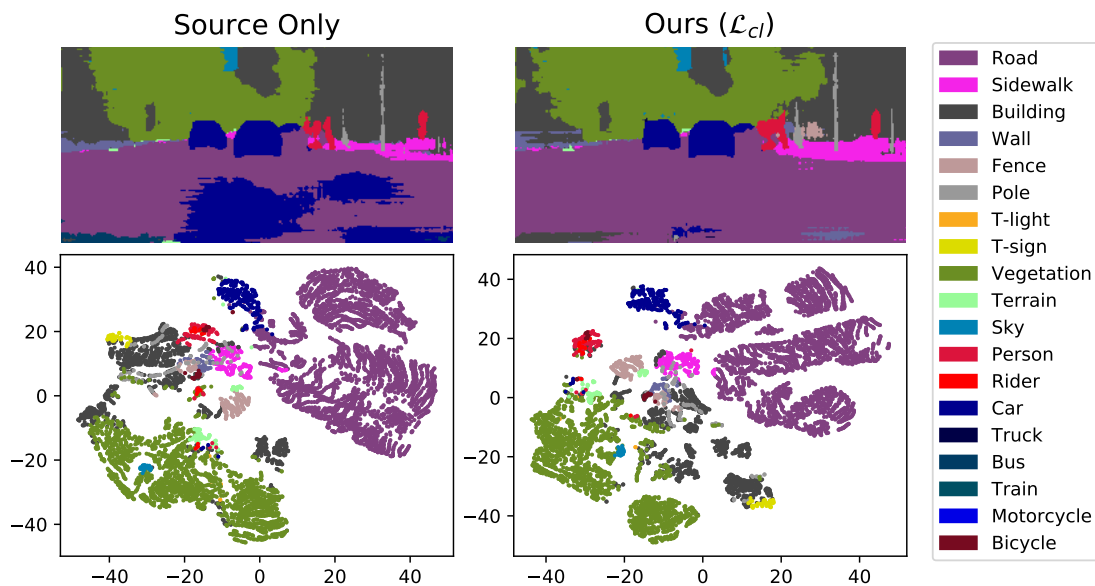 Source Only
Ours (𝓛cl)
Road
Sidewalk
Building
Wall
Fence
Pole
T-light
T-sign
Vegetation
Terrain
Sky
Person
Rider
Car
Truck
Bus
Train
Motorcycle
Bicycle
40
20
0
−20
−40
−40 −20 0 20 40
40
20
0
−20
−40
−40 −20 0 20 40